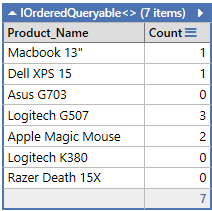 IOrderedQueryable<> (7 items)
Product_Name Count
Macbook 13" 1
Dell XPS 15 1
Asus G703 0
Logitech G507 3
Apple Magic Mouse 2
Logitech K380 0
Razer Death 15X 0
7